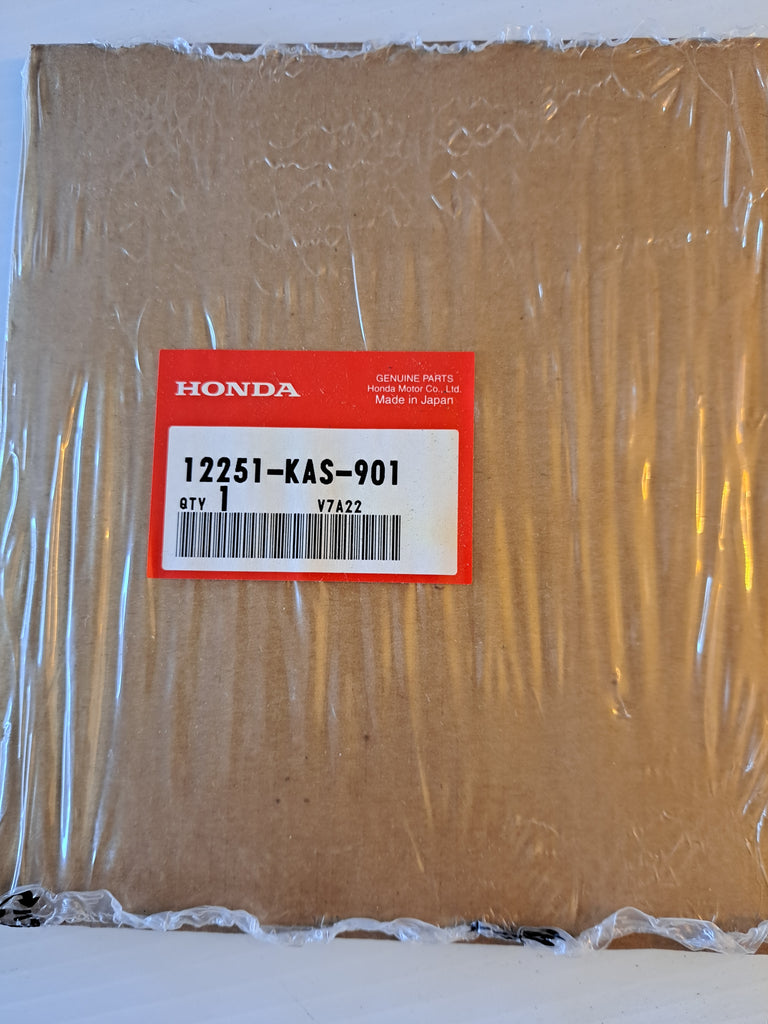 HONDA
GENUINE PARTS
Honda Motor Co., Ltd.
Made in Japan
12251-KAS-901
QTY 1 V7A22